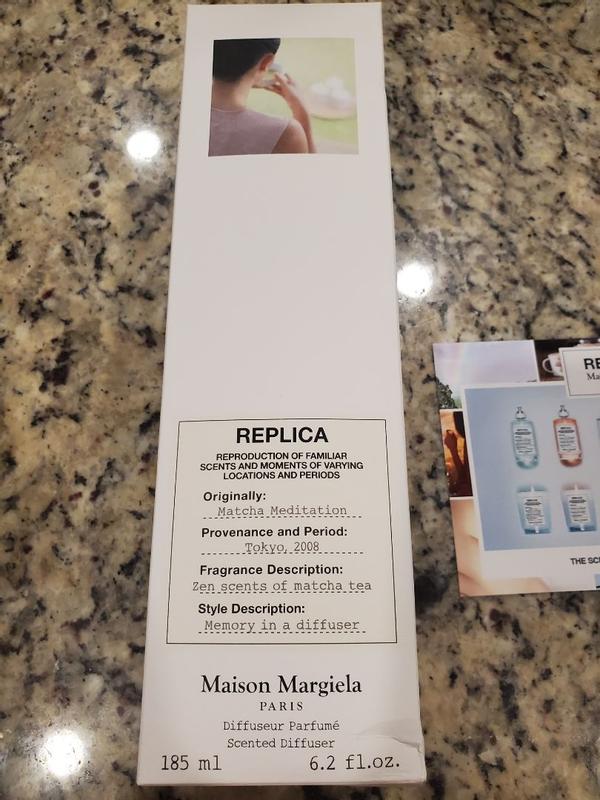 REPLICA
REPRODUCTION OF FAMILIAR
SCENTS AND MOMENTS OF VARYING
LOCATIONS AND PERIODS
Originally:
Matcha Meditation
Provenance and Period:
Tokyo, 2008
Fragrance Description:
Zen scents of matcha tea
Style Description:
Memory in a diffuser
Maison Margiela
PARIS
Diffuseur Parfumé
Scented Diffuser
185 ml 6.2 fl.oz.
THE